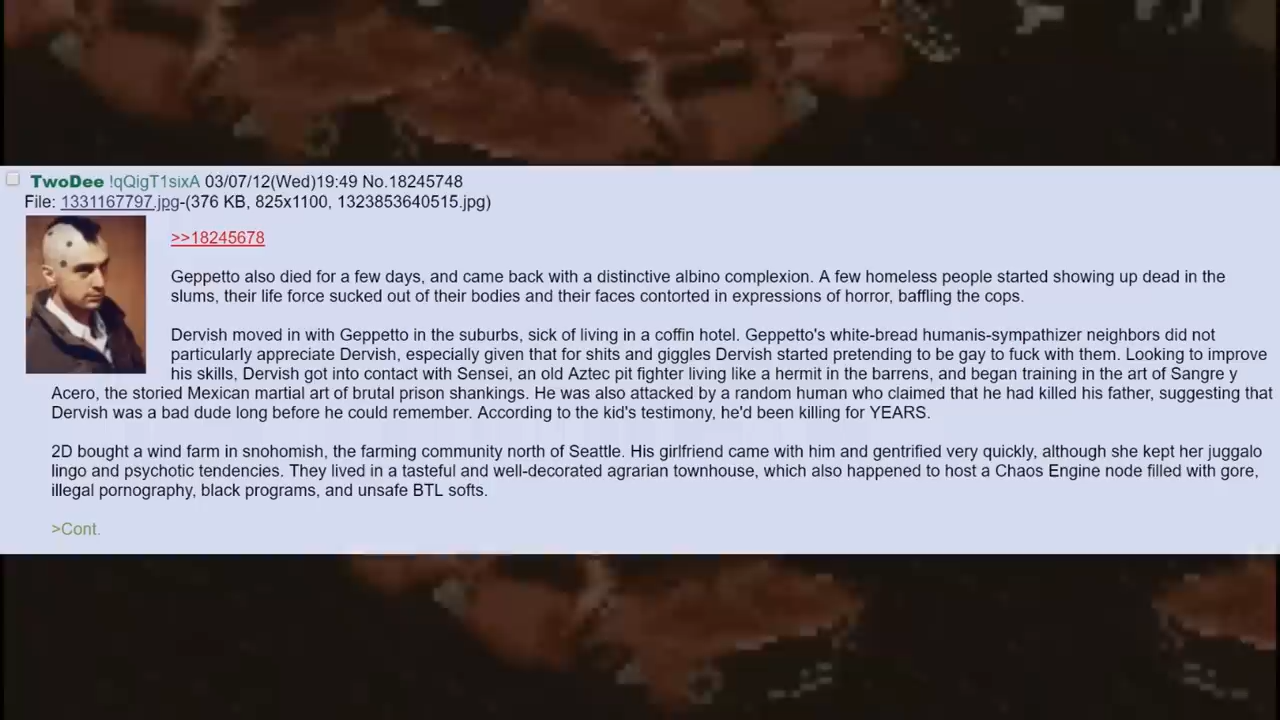 TwoDee !qQigT1sixA 03/07/12(Wed)19:49 No.18245748
File: 1331167797.jpg-(376 KB, 825x1100, 1323853640515.jpg)
>>18245678
Geppetto also died for a few days, and came back with a distinctive albino complexion. A few homeless people started showing up dead in the
slums, their life force sucked out of their bodies and their faces contorted in expressions of horror, baffling the cops.
Dervish moved in with Geppetto in the suburbs, sick of living in a coffin hotel. Geppetto's white-bread humanis-sympathizer neighbors did not
particularly appreciate Dervish, especially given that for shits and giggles Dervish started pretending to be gay to fuck with them. Looking to improve
his skills, Dervish got into contact with Sensei, an old Aztec pit fighter living like a hermit in the barrens, and began training in the art of Sangre y
Acero, the storied Mexican martial art of brutal prison shankings. He was also attacked by a random human who claimed that he had killed his father, suggesting that
Dervish was a bad dude long before he could remember. According to the kid's testimony, he'd been killing for YEARS.
2D bought a wind farm in snohomish, the farming community north of Seattle. His girlfriend came with him and gentrified very quickly, although she kept her juggalo
lingo and psychotic tendencies. They lived in a tasteful and well-decorated agrarian townhouse, which also happened to host a Chaos Engine node filled with gore,
illegal pornography, black programs, and unsafe BTL softs.
>Cont.